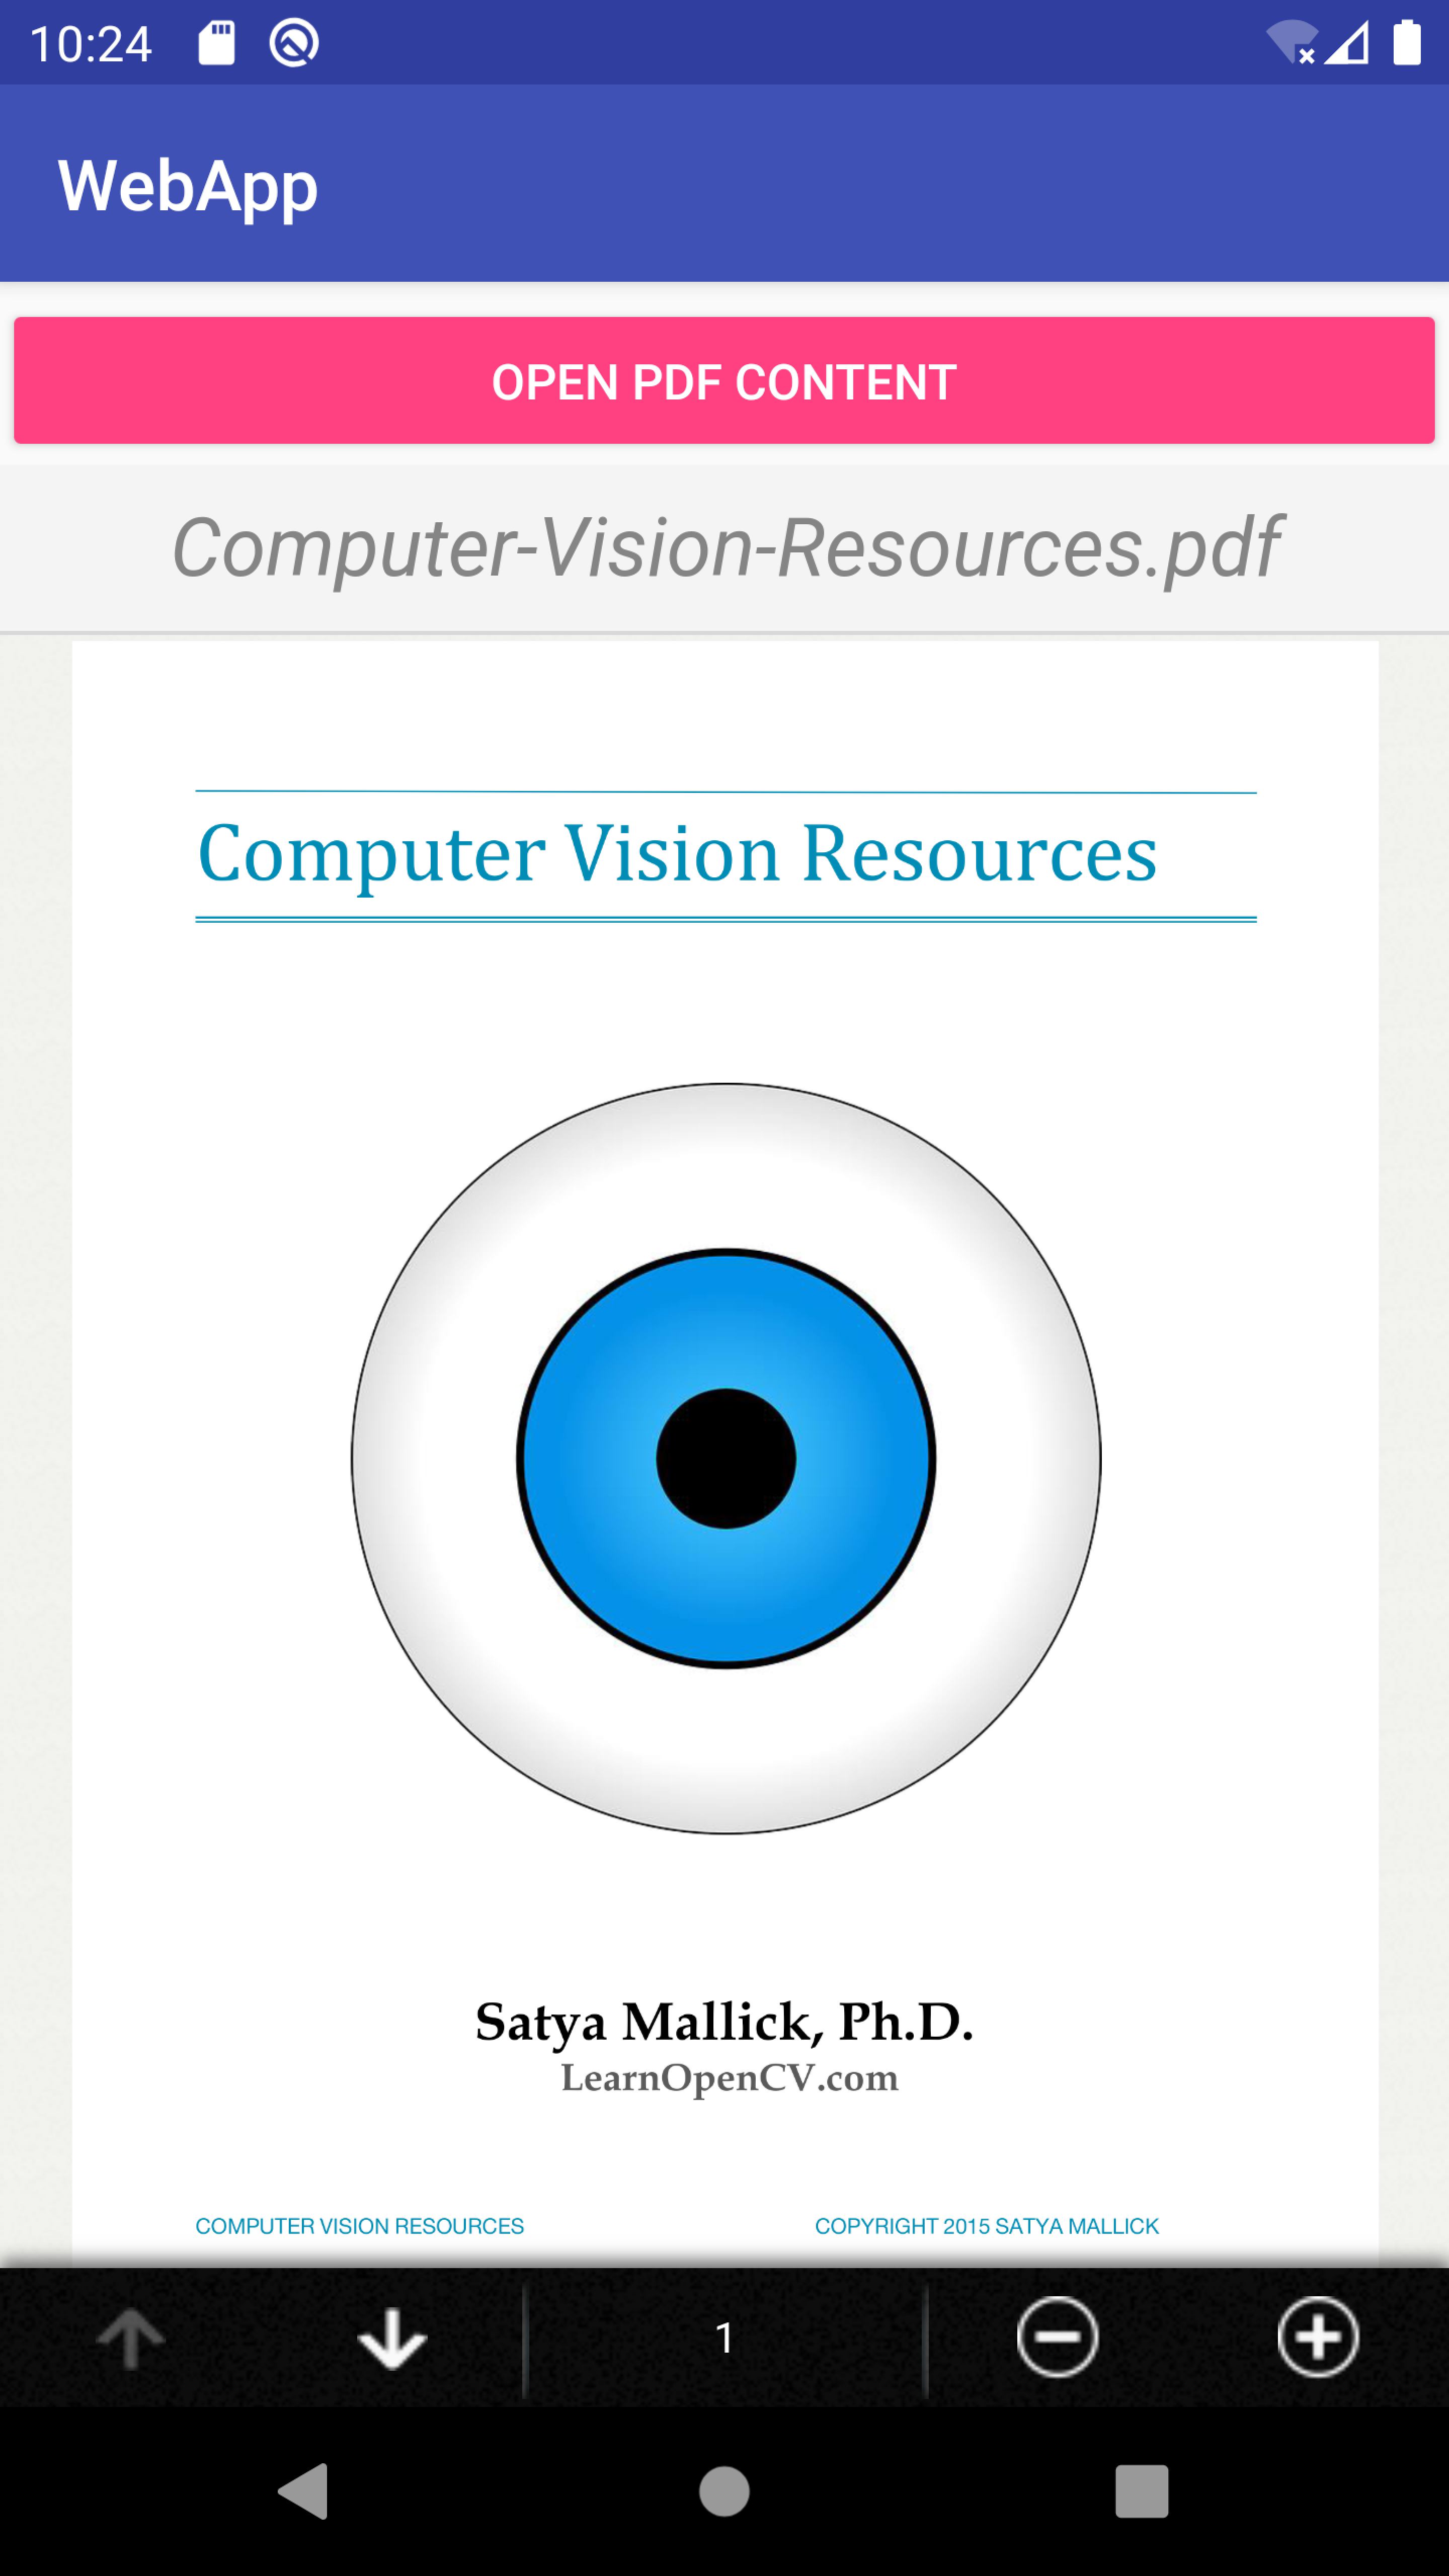 10:24
WebApp
OPEN PDF CONTENT
Computer-Vision-Resources.pdf
Computer Vision Resources
Satya Mallick, Ph.D.
LearnOpenCV.com
COMPUTER VISION RESOURCES COPYRIGHT 2015 SATYA MALLICK
1